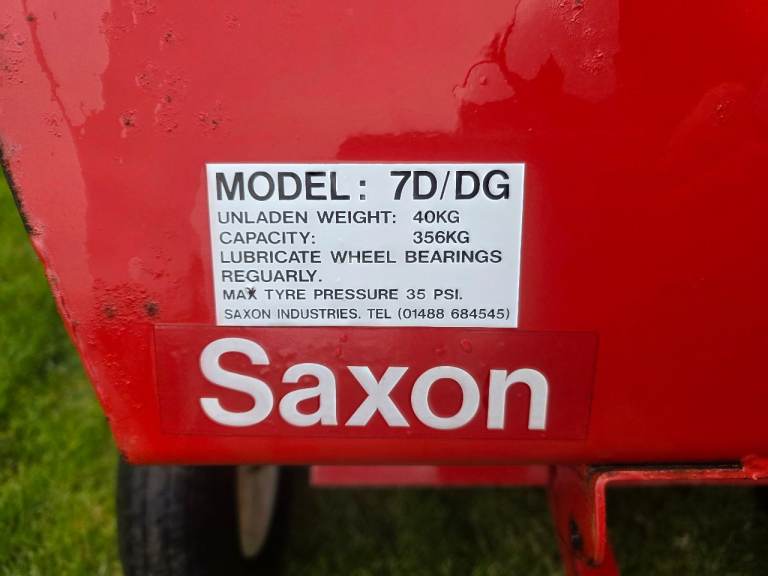 MODEL: 7D/DG
UNLADEN WEIGHT: 40KG
CAPACITY: 356KG
LUBRICATE WHEEL BEARINGS
REGUARLY.
MAX TYRE PRESSURE 35 PSI.
SAXON INDUSTRIES. TEL (01488 684545)
Saxon